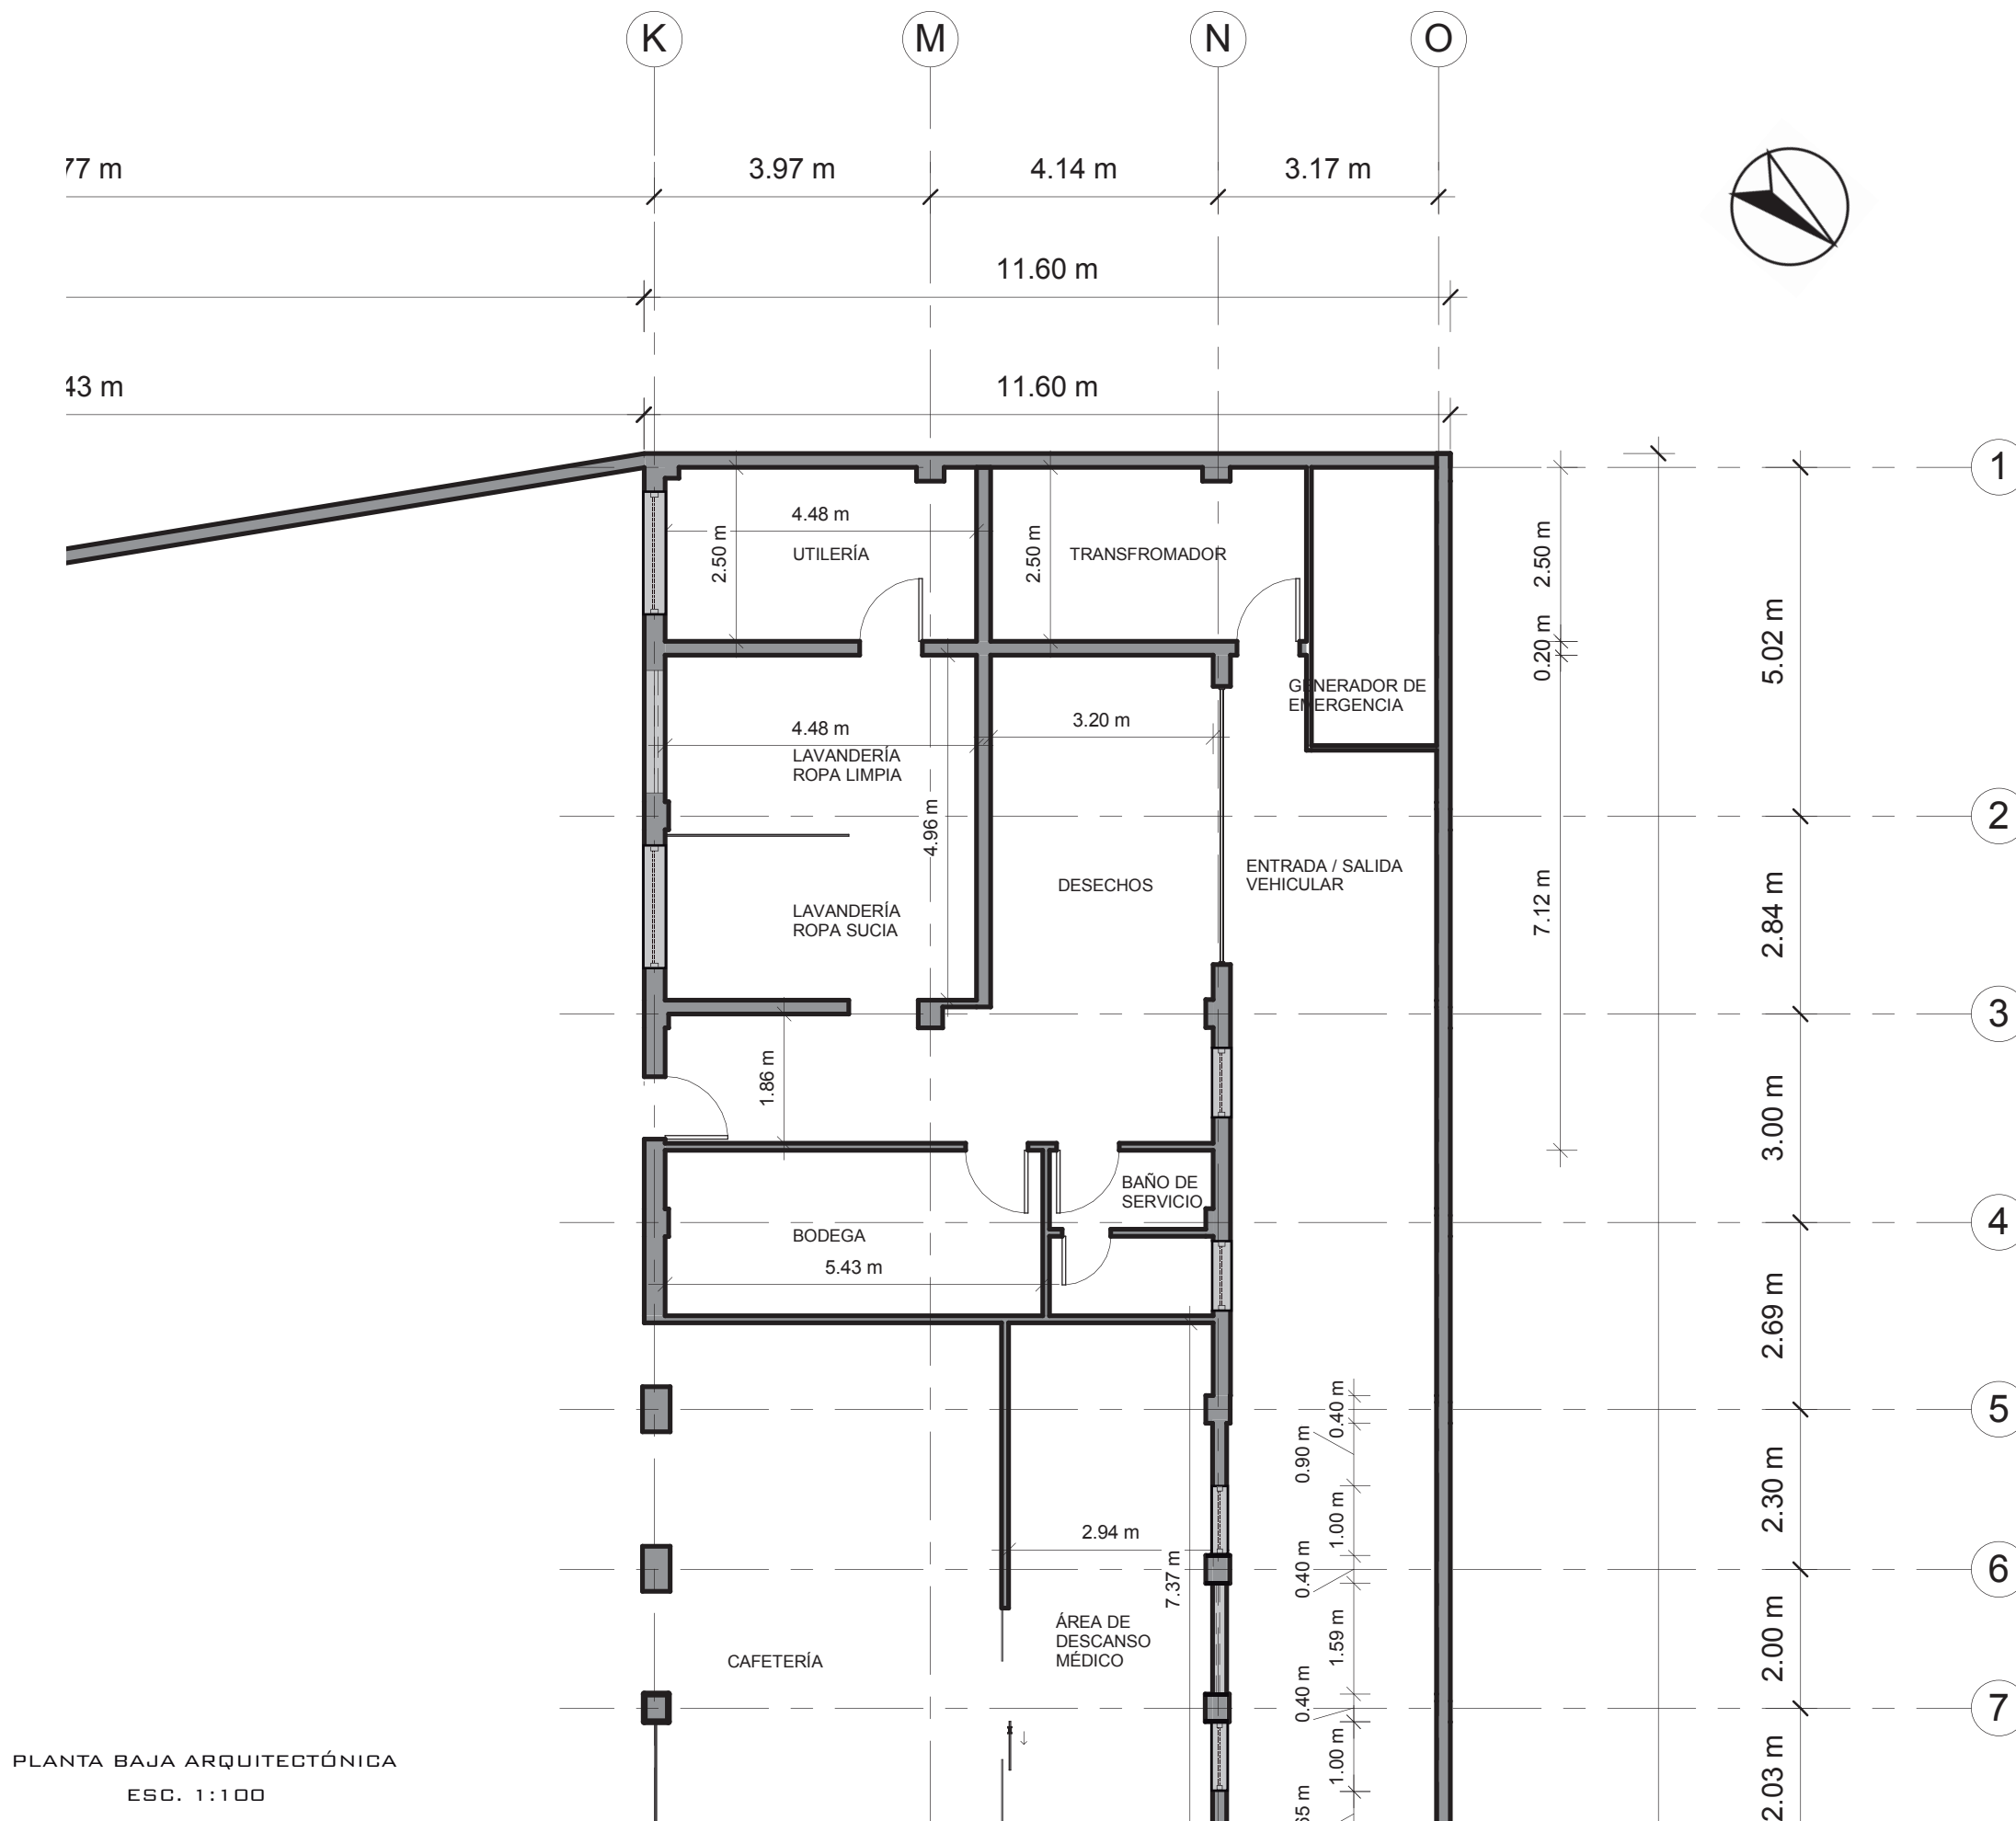 K
M
N
O
77 m
3.97 m
4.14 m
3.17 m
11.60 m
43 m
11.60 m
1
4.48 m
2.50 m
UTILERÍA
2.50 m
TRANSFROMADOR
2.50 m
0.20 m
5.02 m
GENERADOR DE
EMERGENCIA
4.48 m
LAVANDERÍA
ROPA LIMPIA
3.20 m
4.96 m
2
ENTRADA / SALIDA
VEHICULAR
DESECHOS
LAVANDERÍA
ROPA SUCIA
7.12 m
2.84 m
3
1.86 m
3.00 m
BAÑO DE
SERVICIO
4
BODEGA
5.43 m
2.69 m
5
0.40 m
0.90 m
1.00 m
2.30 m
2.94 m
7.37 m
0.40 m
6
ÁREA DE
DESCANSO
MÉDICO
1.59 m
2.00 m
CAFETERÍA
0.40 m
7
1.00 m
2.03 m
65 m
PLANTA BAJA ARQUITECTÓNICA
ESC. 1:100